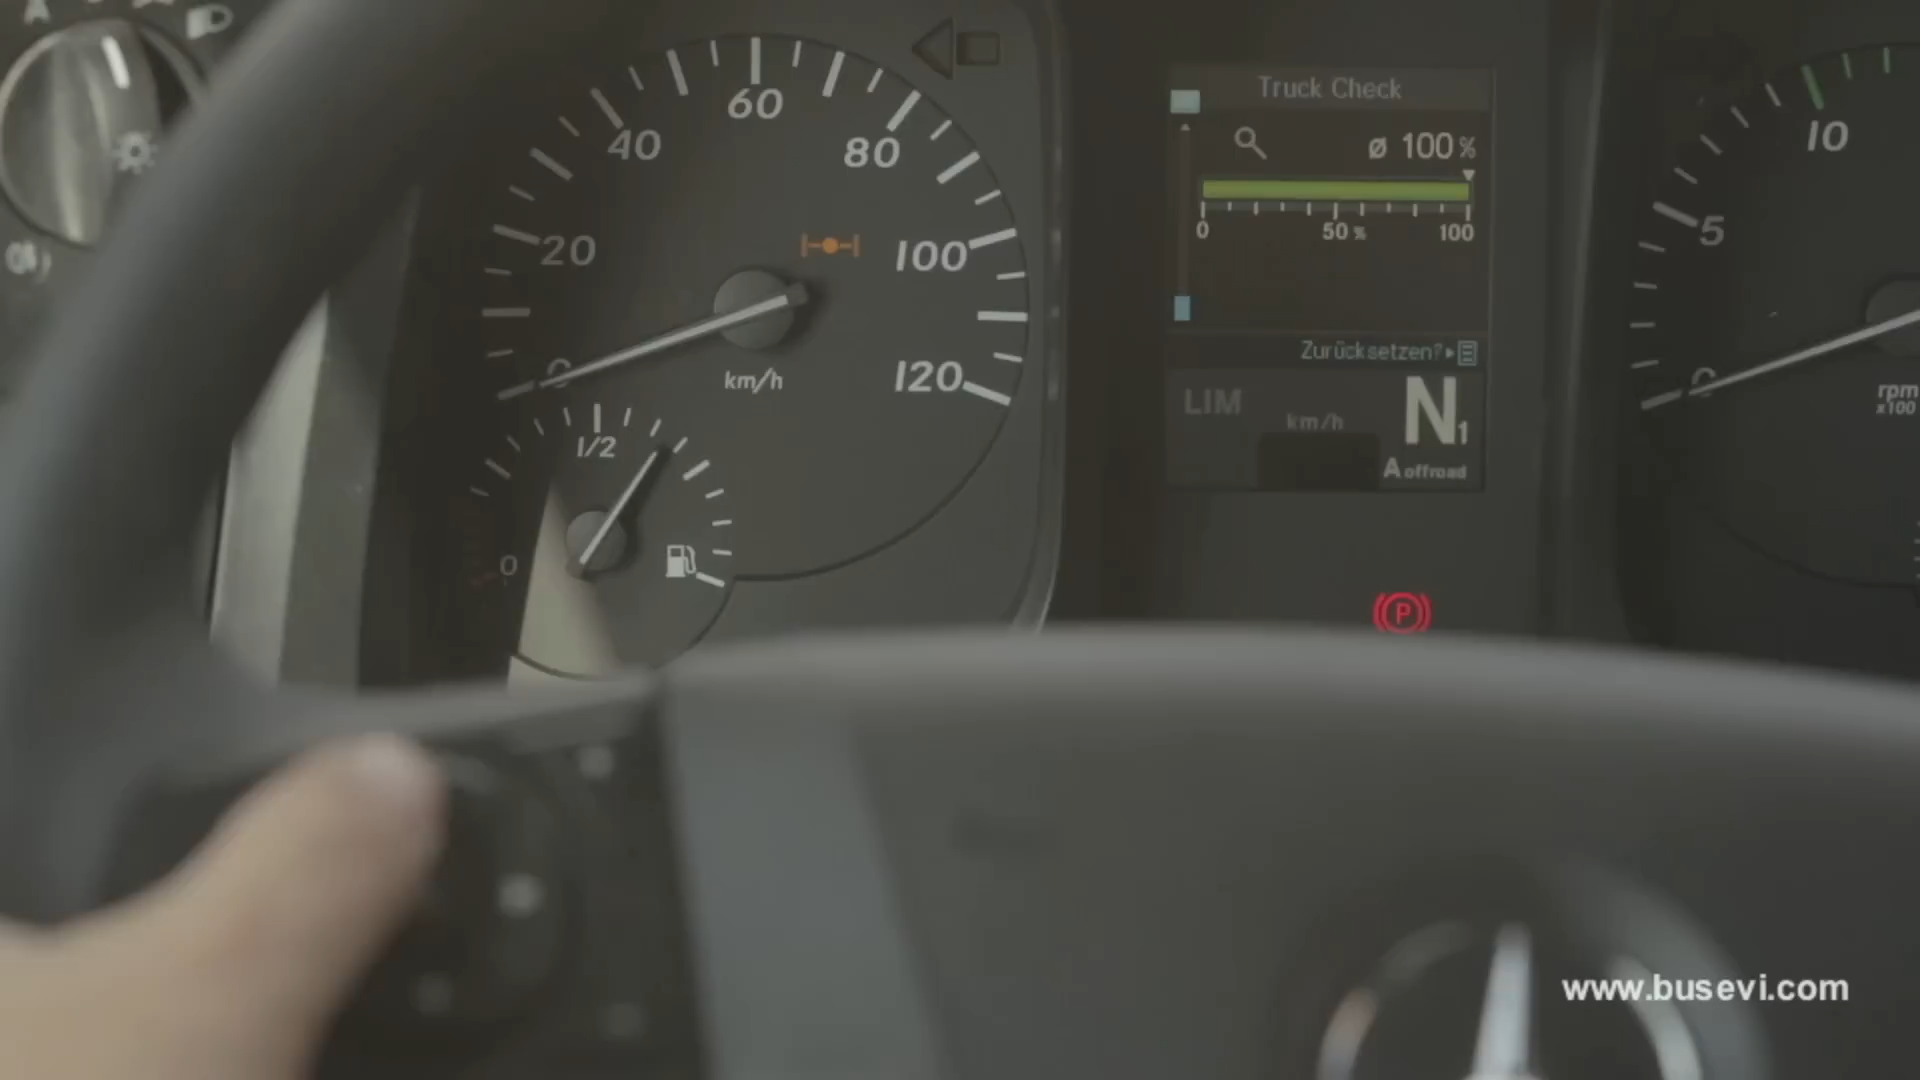 60
40
80
20
100
0
km/h
120
1/2
0
Truck Check
ø 100 %
0 50 % 100
Zurücksetzen?
LIM
km/h
N1
A offroad
P
10
5
0
rpm
x100
www.busevi.com